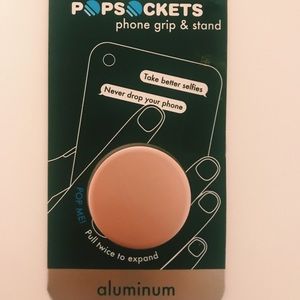 POPSOCKETS
phone grip & stand
Take better selfies
Never drop your phone
POP ME!
Pull twice to expand
aluminum